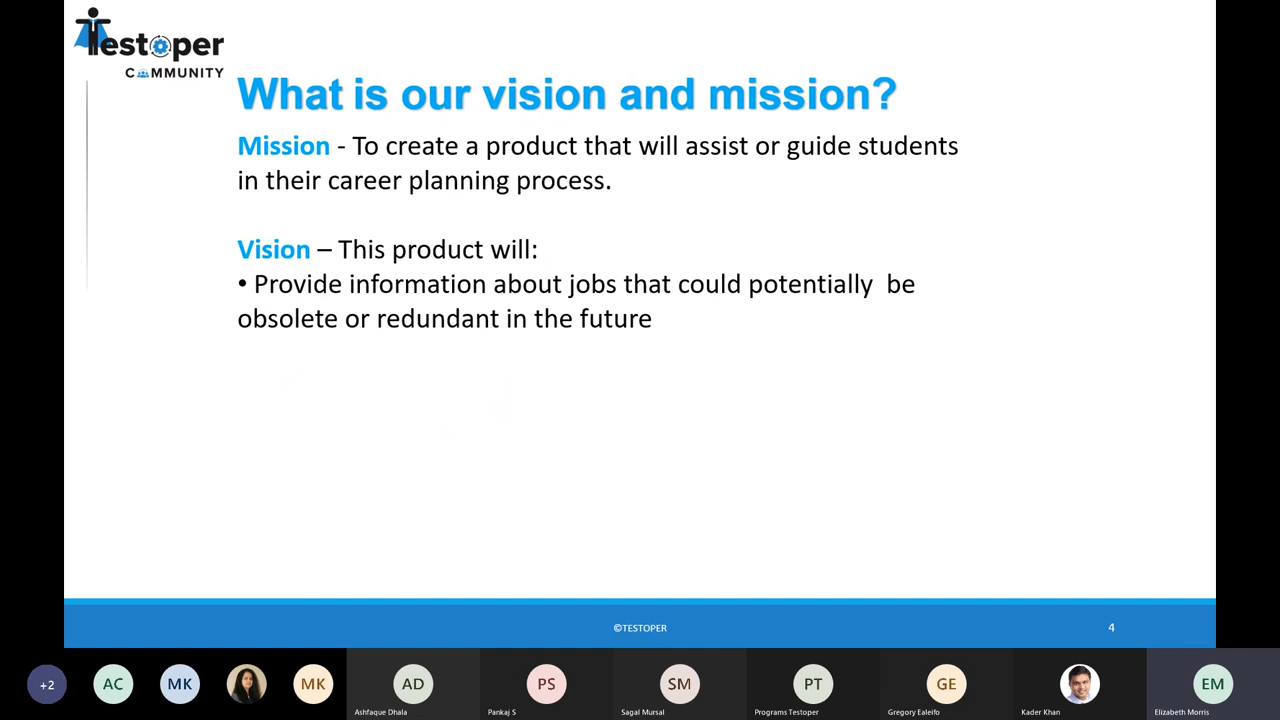 Testoper
COMMUNITY
What is our vision and mission?
Mission - To create a product that will assist or guide students
in their career planning process.
Vision – This product will:
• Provide information about jobs that could potentially  be
obsolete or redundant in the future
©TESTOPER
4
+2
AC
MK
MK
AD
PS
SM
PT
GE
EM
Ashfaque Dhala
Pankaj S
Sagal Mursal
Programs Testoper
Gregory Ealeifo
Kader Khan
Elizabeth Morris